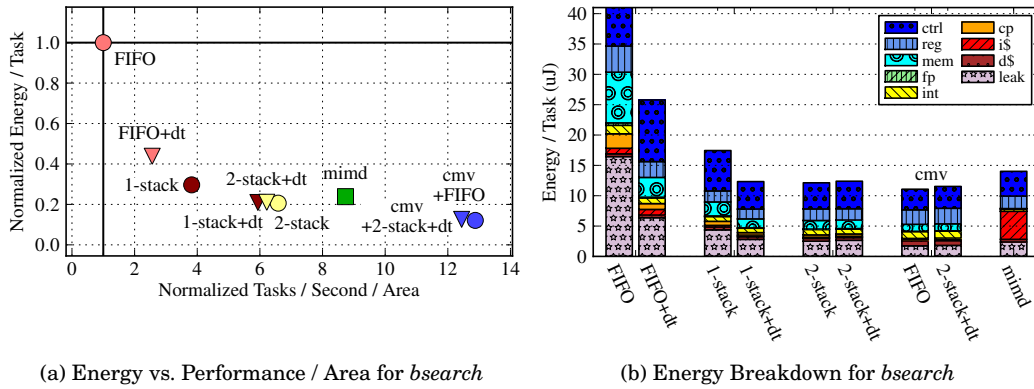 Normalized Energy / Task
1.0
0.8
0.6
0.4
0.2
0.0
FIFO
FIFO+dt
1-stack
2-stack+dt
1-stack+dt
2-stack
mimd
cmv
+FIFO
cmv
+2-stack+dt
0 2 4 6 8 10 12 14
Normalized Tasks / Second / Area
(a) Energy vs. Performance / Area for bsearch
Energy / Task (uJ)
40
35
30
25
20
15
10
5
0
ctrl
reg
mem
fp
int
cp
i$
d$
leak
cmv
FIFO
FIFO+dt
1-stack
1-stack+dt
2-stack
2-stack+dt
FIFO
2-stack+dt
mimd
(b) Energy Breakdown for bsearch